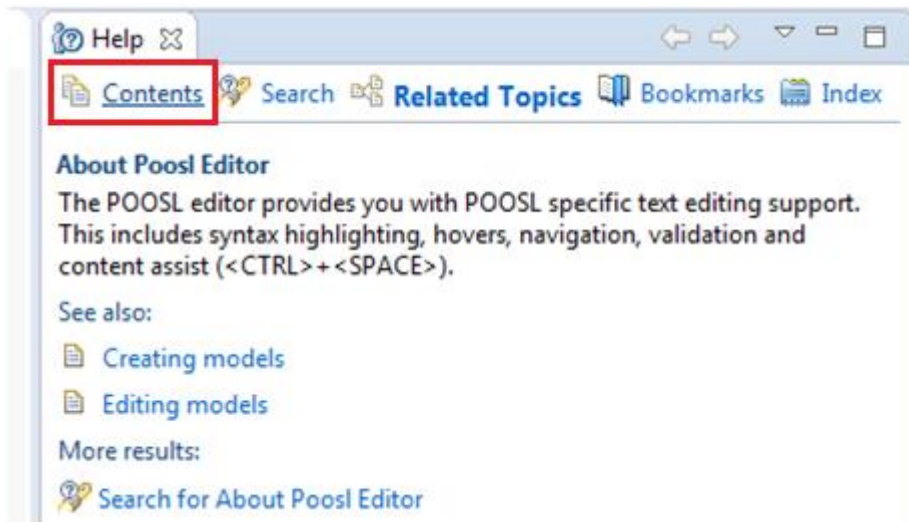 Help
Contents Search Related Topics Bookmarks Index
About Poosl Editor
The POOSL editor provides you with POOSL specific text editing support.
This includes syntax highlighting, hovers, navigation, validation and
content assist (<CTRL>+<SPACE>).
See also:
Creating models
Editing models
More results:
Search for About Poosl Editor